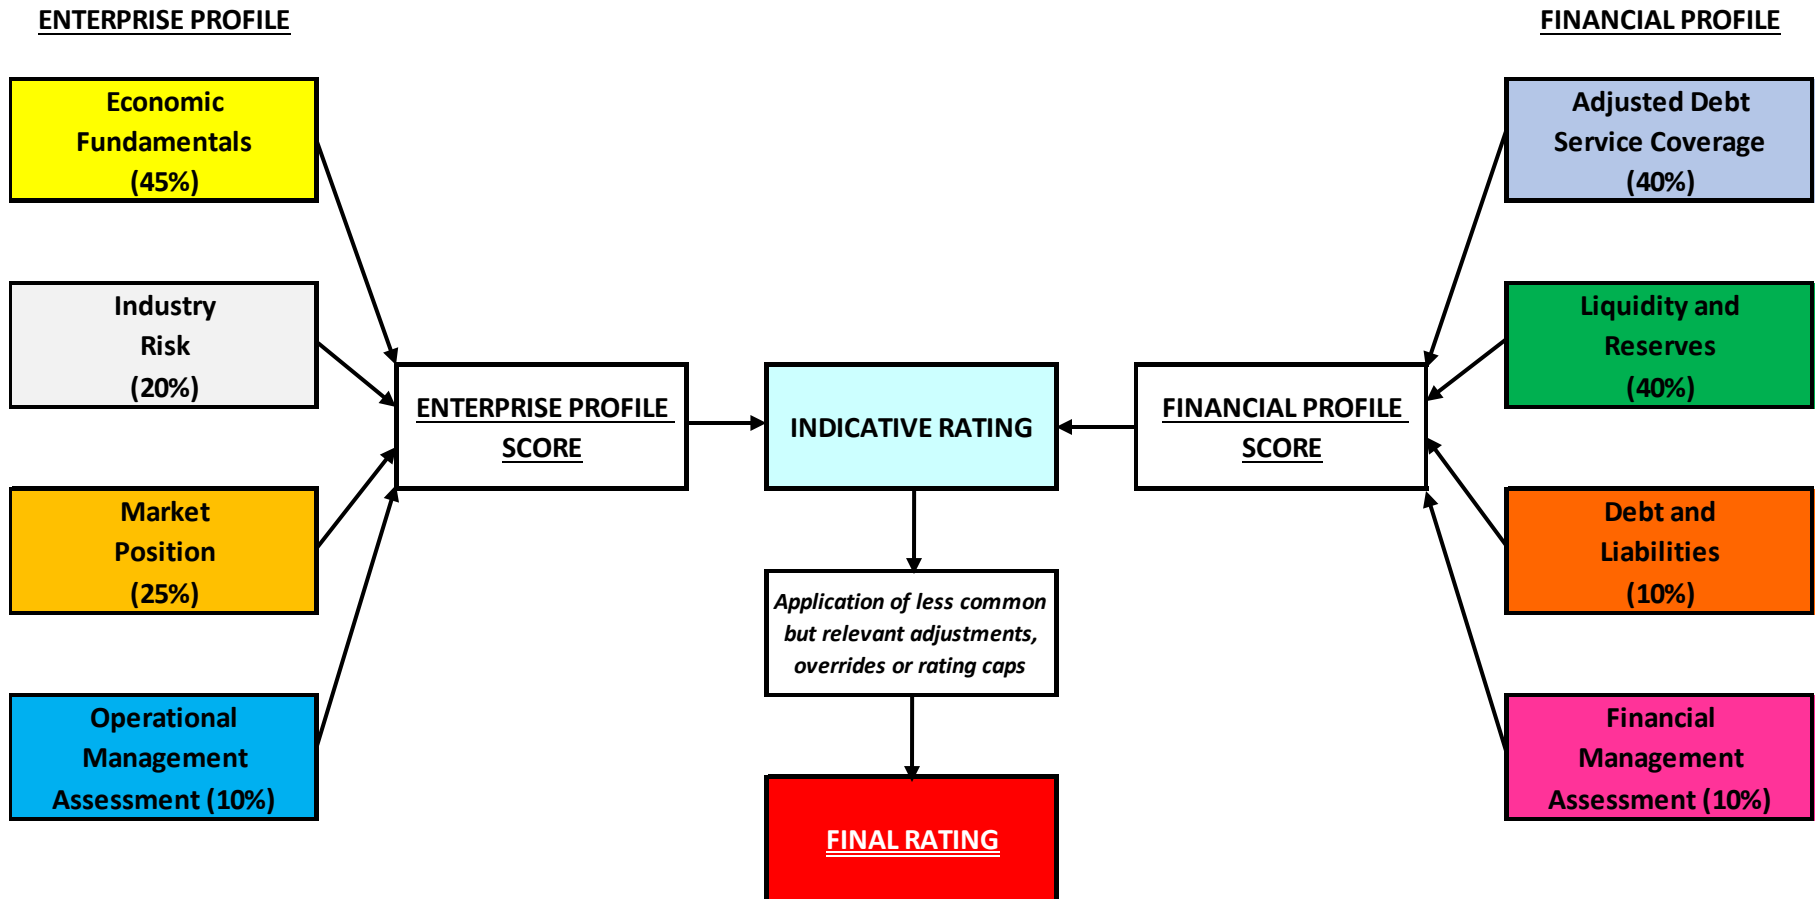 ENTERPRISE PROFILE
FINANCIAL PROFILE
Economic
Fundamentals
(45%)
Industry
Risk
(20%)
Market
Position
(25%)
Operational
Management
Assessment (10%)
ENTERPRISE PROFILE
SCORE
INDICATIVE RATING
Application of less common
but relevant adjustments,
overrides or rating caps
FINAL RATING
FINANCIAL PROFILE
SCORE
Adjusted Debt
Service Coverage
(40%)
Liquidity and
Reserves
(40%)
Debt and
Liabilities
(10%)
Financial
Management
Assessment (10%)